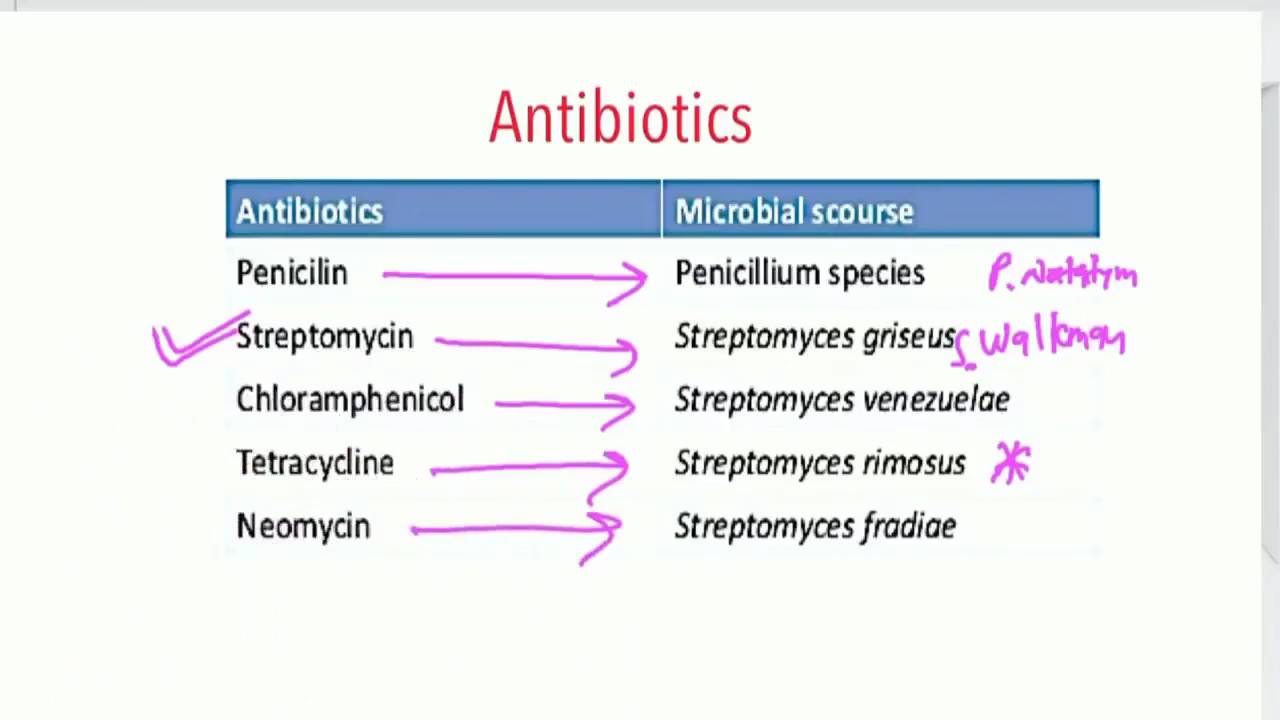 Antibiotics
Antibiotics Microbial scourse
Penicilin Penicillium species P.
Streptomycin Streptomyces griseus S. Walkman
Chloramphenicol Streptomyces venezuelae
Tetracycline Streptomyces rimosus
Neomycin Streptomyces fradiae